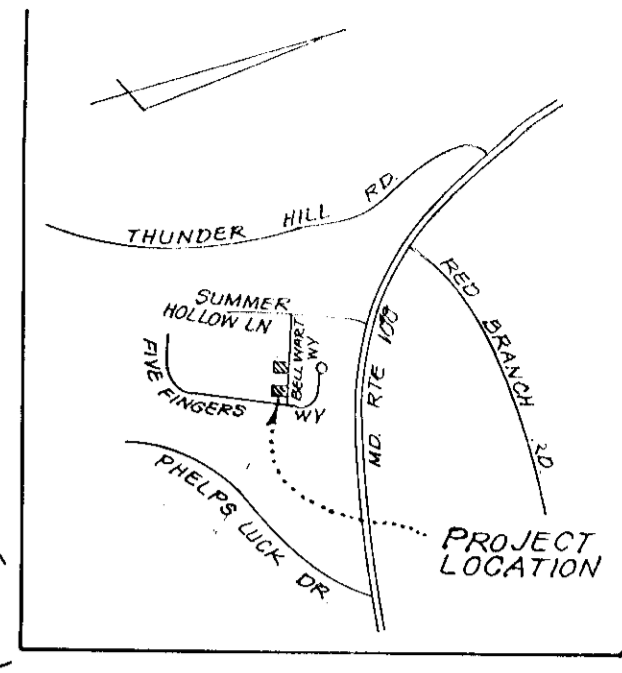 THUNDER HILL RD.
SUMMER
HOLLOW LN
BELLWART
WY
FIVE FINGERS
WY
MD. RTE 108
RED BRANCH RD.
PHELPS LUCK DR
PROJECT
LOCATION